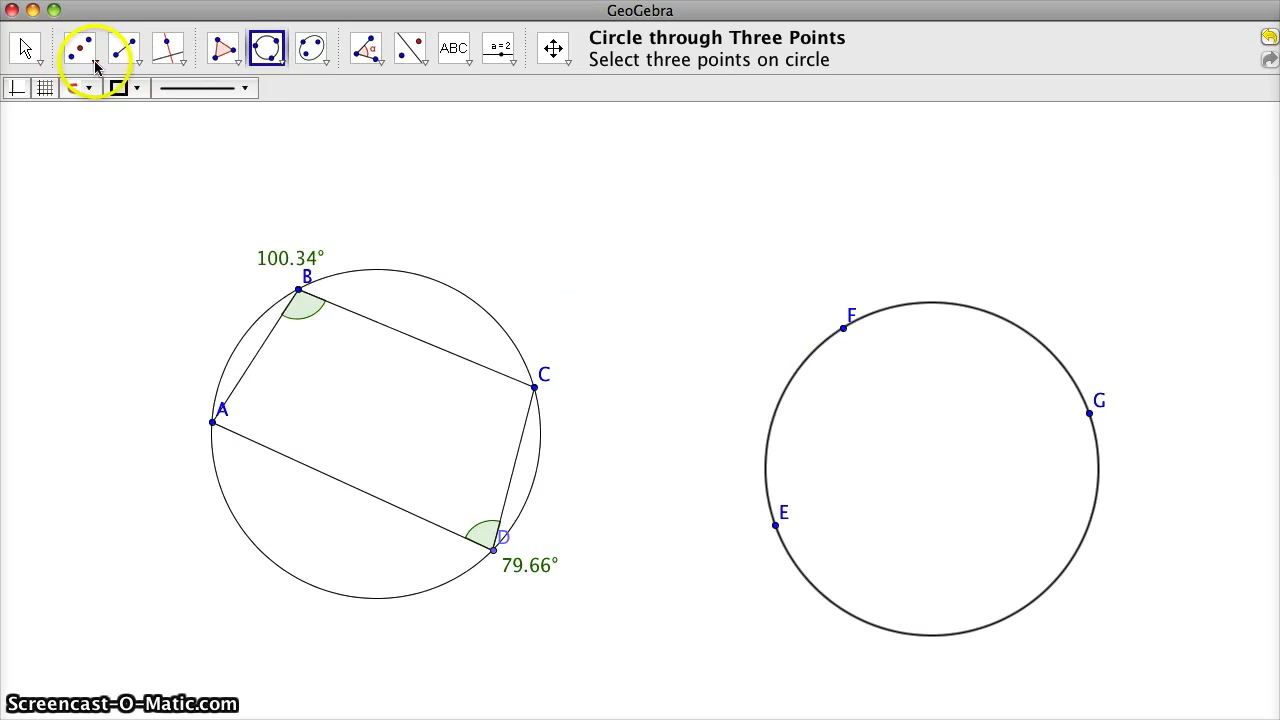 GeoGebra
ABC
a=2
α
Circle through Three Points
Select three points on circle
100.34°
B
C
A
D
79.66°
F
G
E
Screencast-O-Matic.com